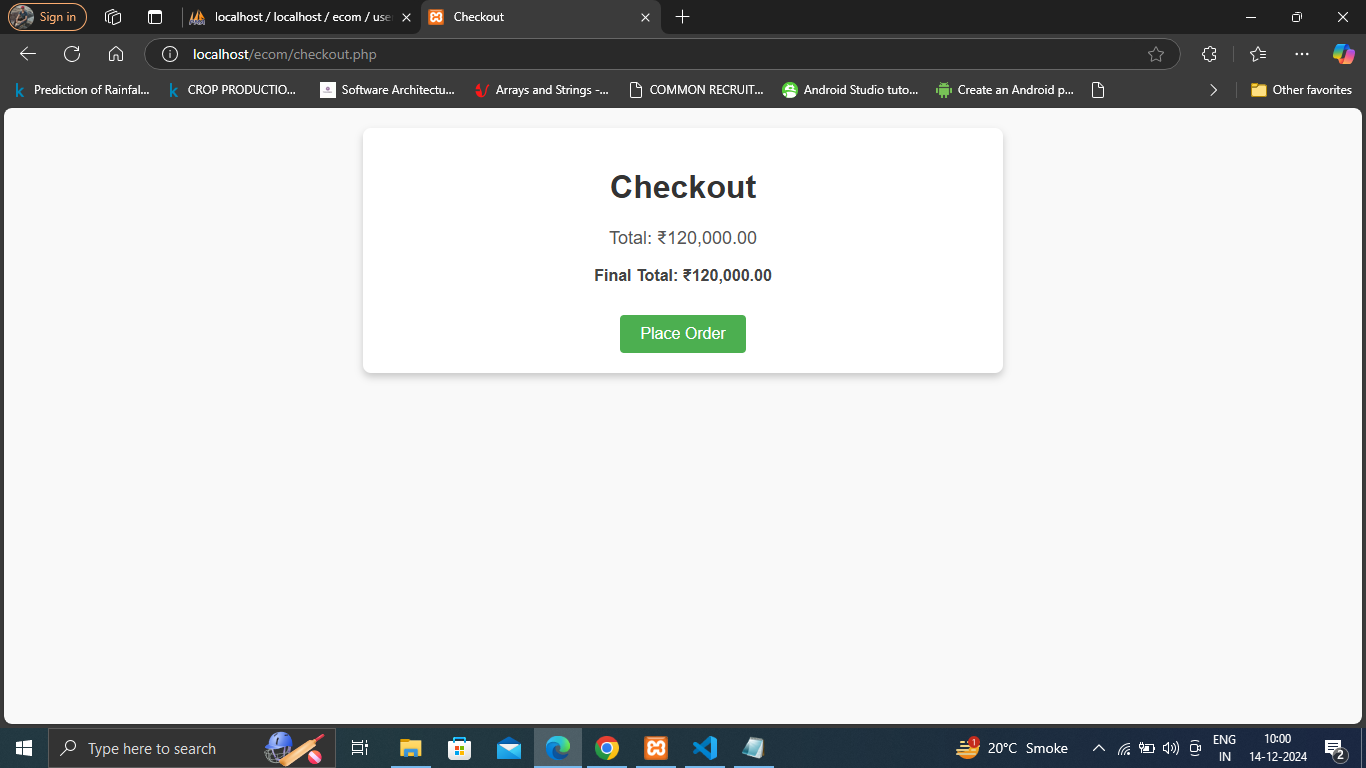 Sign in
localhost / localhost / ecom / use
Checkout
localhost/ecom/checkout.php
Prediction of Rainfal...
CROP PRODUCTIO...
Software Architectu...
Arrays and Strings -...
COMMON RECRUIT...
Android Studio tuto...
Create an Android p...
Other favorites
Checkout
Total: ₹120,000.00
Final Total: ₹120,000.00
Place Order
Type here to search
1
20°C Smoke
ENG
IN
10:00
14-12-2024
2